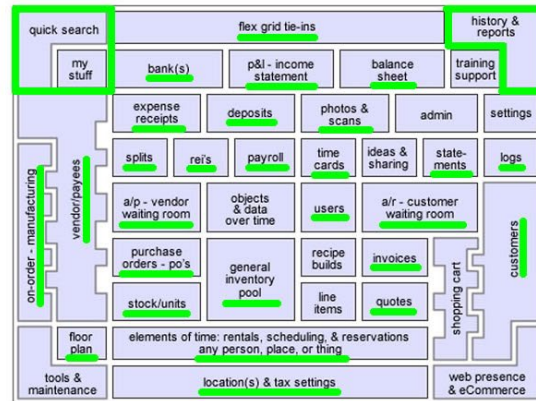 quick search
flex grid tie-ins
history &
reports
my
stuff
bank(s)
p&l - income
statement
balance
sheet
training
support
expense
receipts
deposits
photos &
scans
admin
settings
splits
rei's
payroll
time
cards
ideas &
sharing
state-
ments
logs
on-order - manufacturing
vendor/payees
a/p - vendor
waiting room
objects
& data
over time
users
a/r - customer
waiting room
customers
purchase
orders - po's
general
inventory
pool
recipe
builds
invoices
shopping cart
stock/units
line
items
quotes
floor
plan
elements of time: rentals, scheduling, & reservations
any person, place, or thing
tools &
maintenance
location(s) & tax settings
web presence
& eCommerce